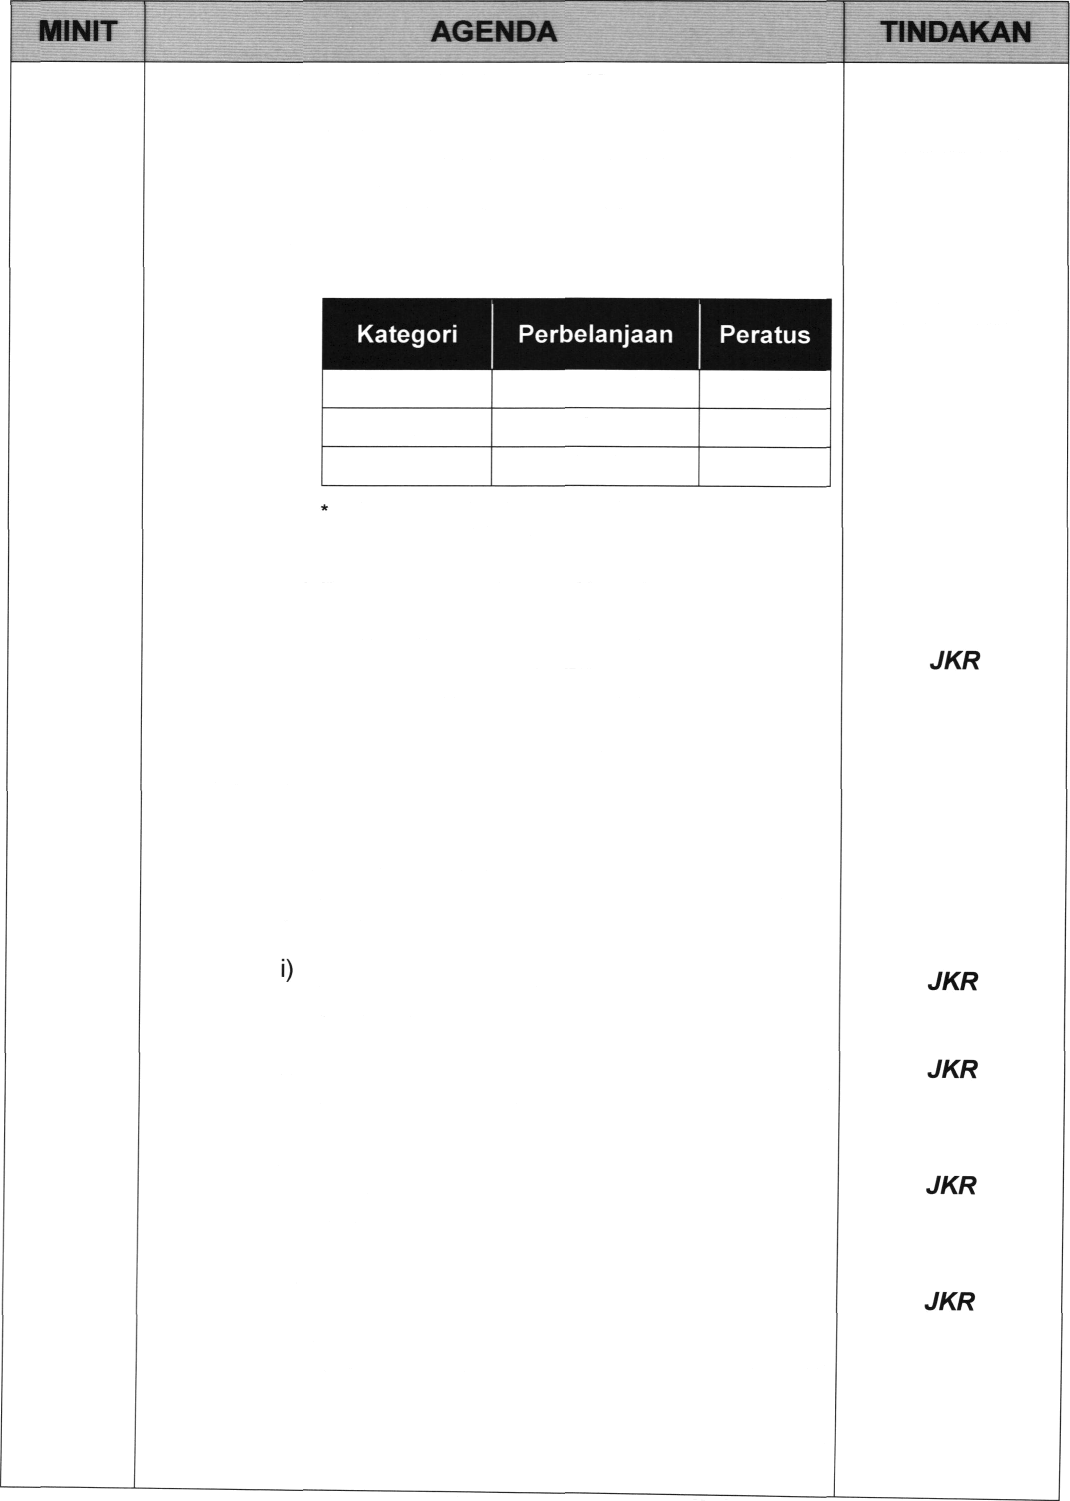 MINIT AGENDA TINDAKAN
Kategori Perbelanjaan Peratus
*
JKR
i) JKR
JKR
JKR
JKR